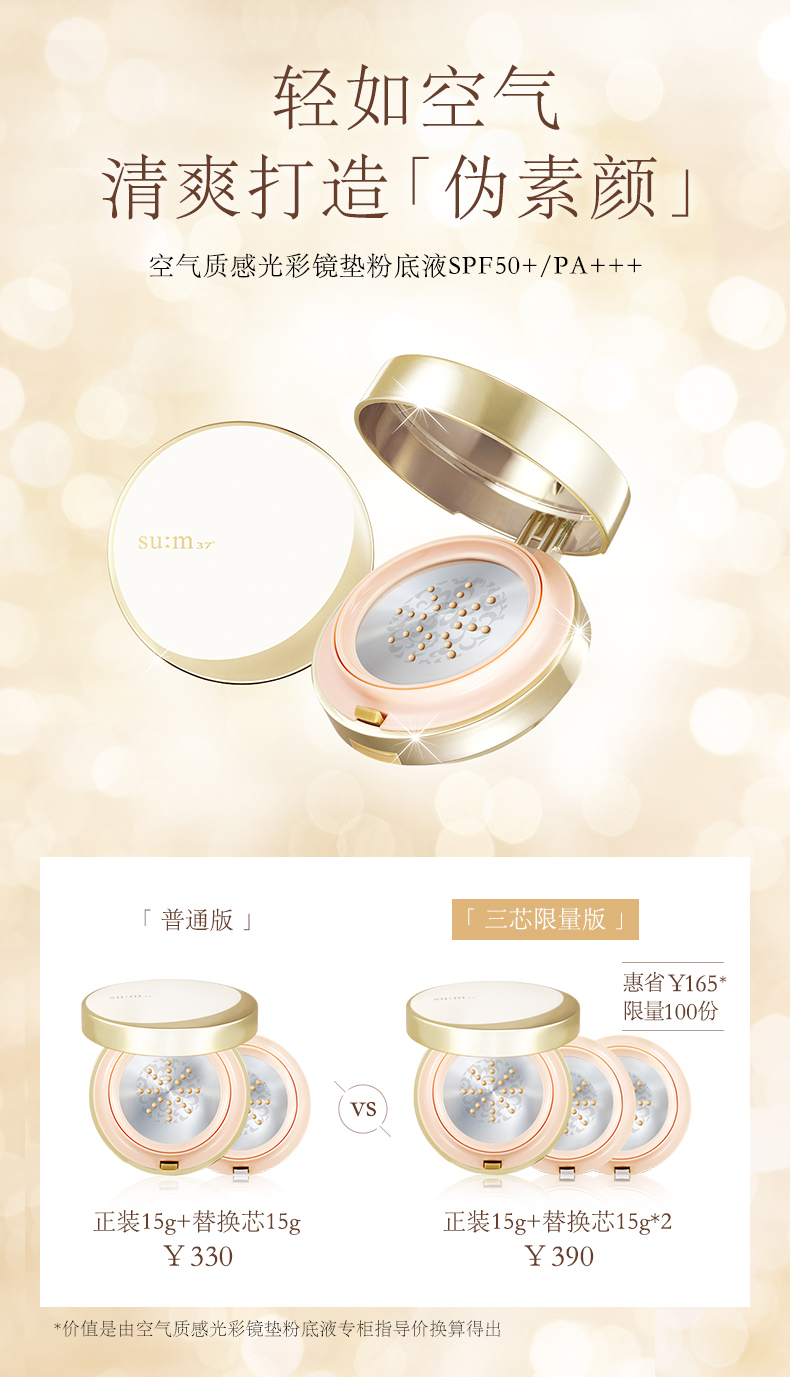 轻如空气
清爽打造「伪素颜」
空气质感光彩镜垫粉底液SPF50+/PA+++
su:m37°
「 普通版 」
「 三芯限量版 」
惠省¥165*
限量100份
su:m
su:m
VS
正装15g+替换芯15g
¥330
正装15g+替换芯15g*2
¥390
*价值是由空气质感光彩镜垫粉底液专柜指导价换算得出